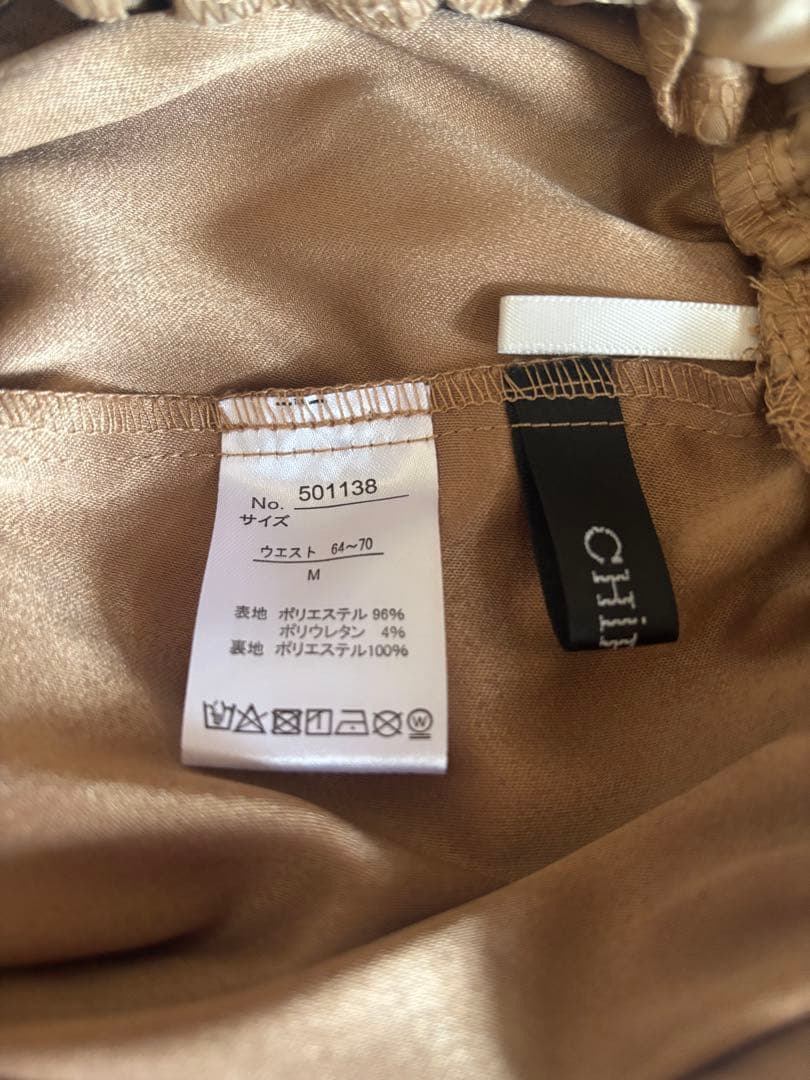 No. 501138
サイズ
ウエスト 64～70
M
表地 ポリエステル 96%
ポリウレタン 4%
裏地 ポリエステル100%
W